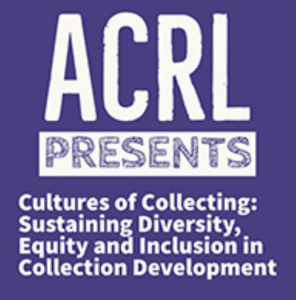 ACRL
PRESENTS
Cultures of Collecting:
Sustaining Diversity,
Equity and Inclusion in
Collection Development